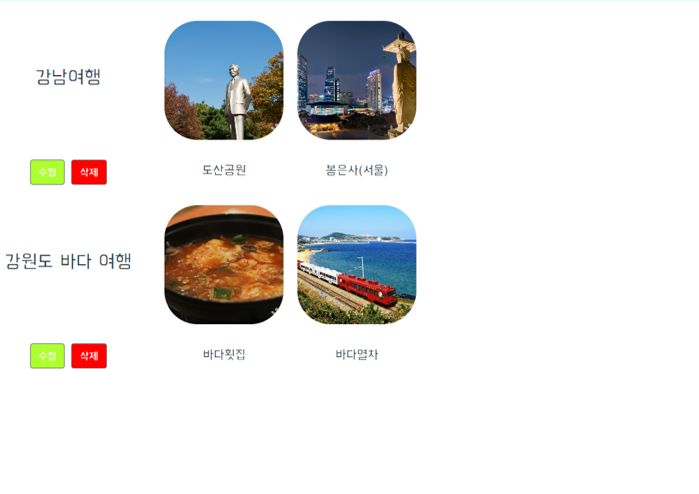 강남여행
수정 삭제
도산공원
봉은사(서울)
강원도 바다 여행
수정 삭제
바다횟집
바다열차